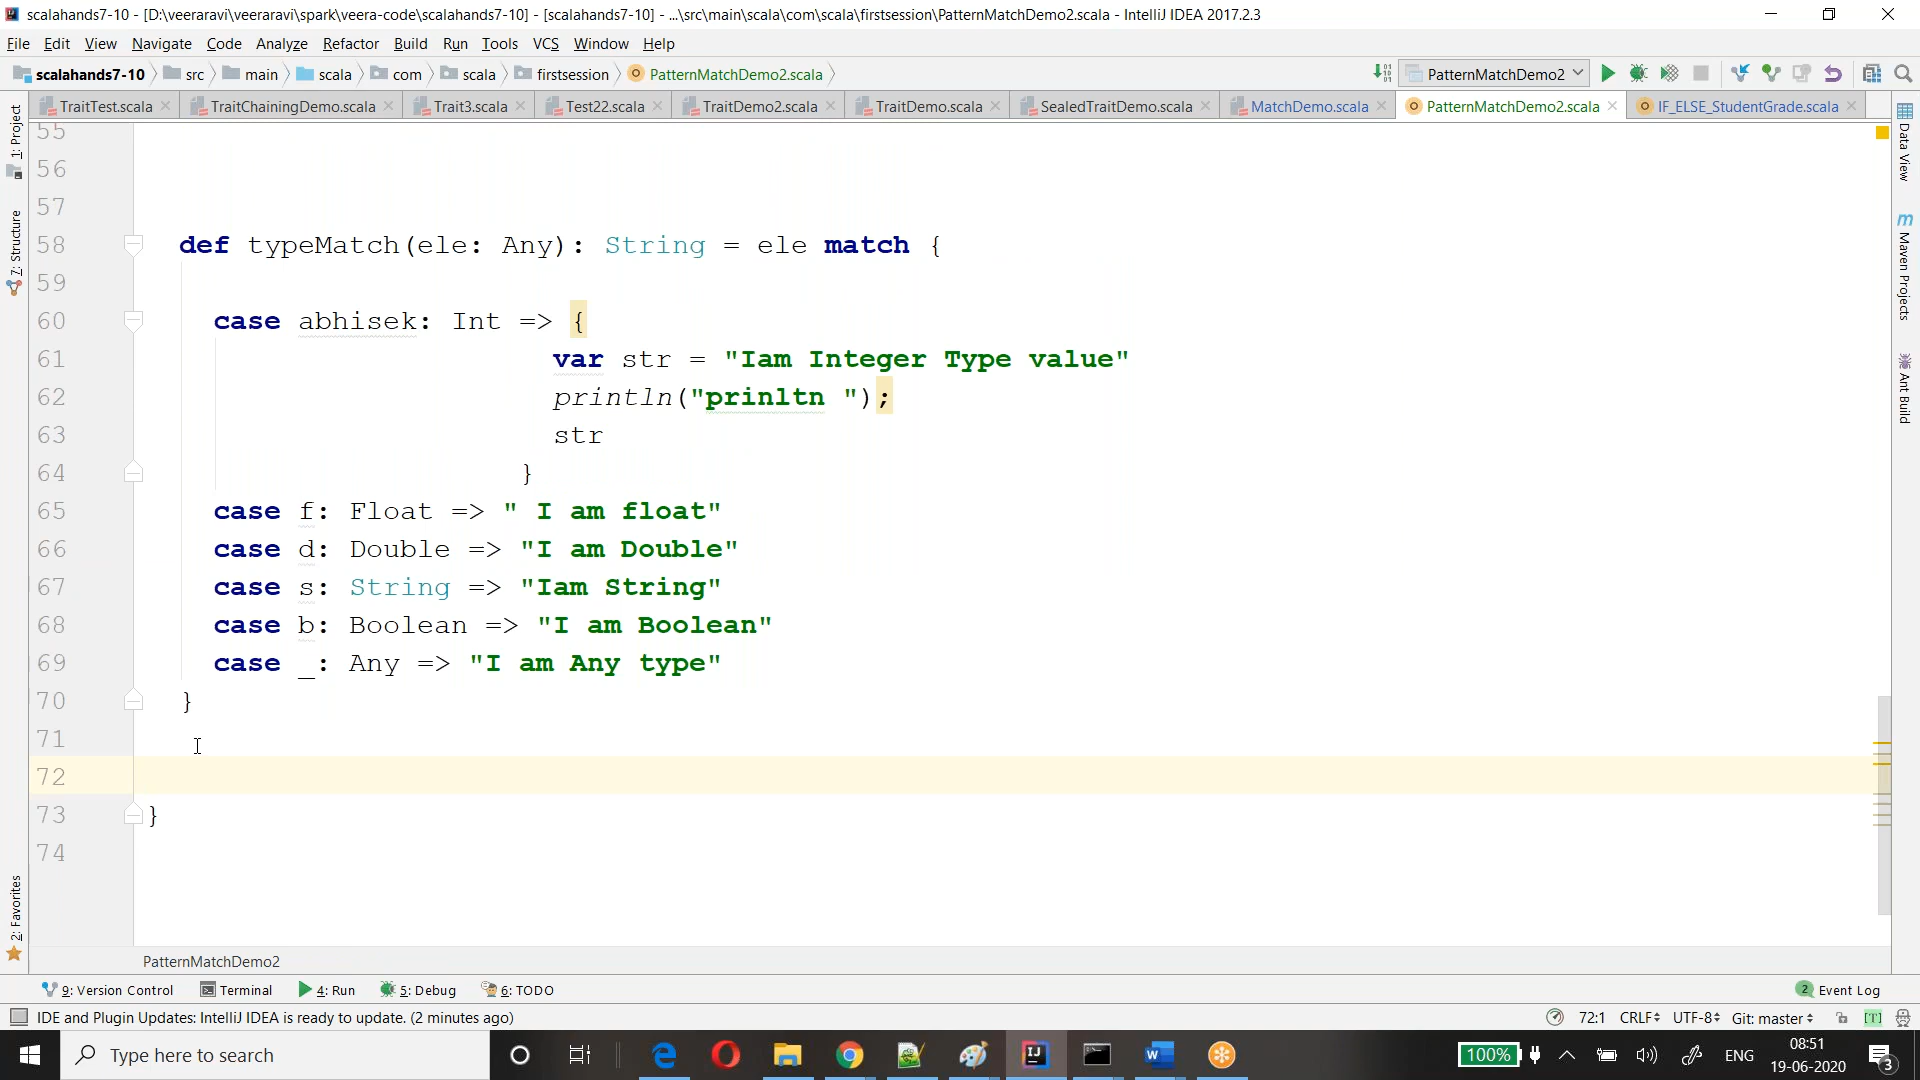 scalahands7-10 - [D:\veeraravi\veeraravi\spark\veera-code\scalahands7-10] - [scalahands7-10] - ...\src\main\scala\com\scala\firstsession\PatternMatchDemo2.scala - IntelliJ IDEA 2017.2.3
File Edit View Navigate Code Analyze Refactor Build Run Tools VCS Window Help
scalahands7-10 src main scala com scala firstsession PatternMatchDemo2.scala PatternMatchDemo2
TraitTest.scala TraitChainingDemo.scala Trait3.scala Test22.scala TraitDemo2.scala TraitDemo.scala SealedTraitDemo.scala MatchDemo.scala PatternMatchDemo2.scala IF_ELSE_StudentGrade.scala
1: Project
7: Structure
2: Favorites
Data View
Maven Projects
Ant Build
55
56
57
58 def typeMatch(ele: Any): String = ele match {
59
60 case abhisek: Int => {
61 var str = "Iam Integer Type value"
62 println("prinltn ");
63 str
64 }
65 case f: Float => " I am float"
66 case d: Double => "I am Double"
67 case s: String => "Iam String"
68 case b: Boolean => "I am Boolean"
69 case _: Any => "I am Any type"
70 }
71
72
73 }
74
PatternMatchDemo2
9: Version Control Terminal 4: Run 5: Debug 6: TODO 2 Event Log
IDE and Plugin Updates: IntelliJ IDEA is ready to update. (2 minutes ago) 72:1 CRLF UTF-8 Git: master [T]
Type here to search 100% ENG 08:51
19-06-2020 3